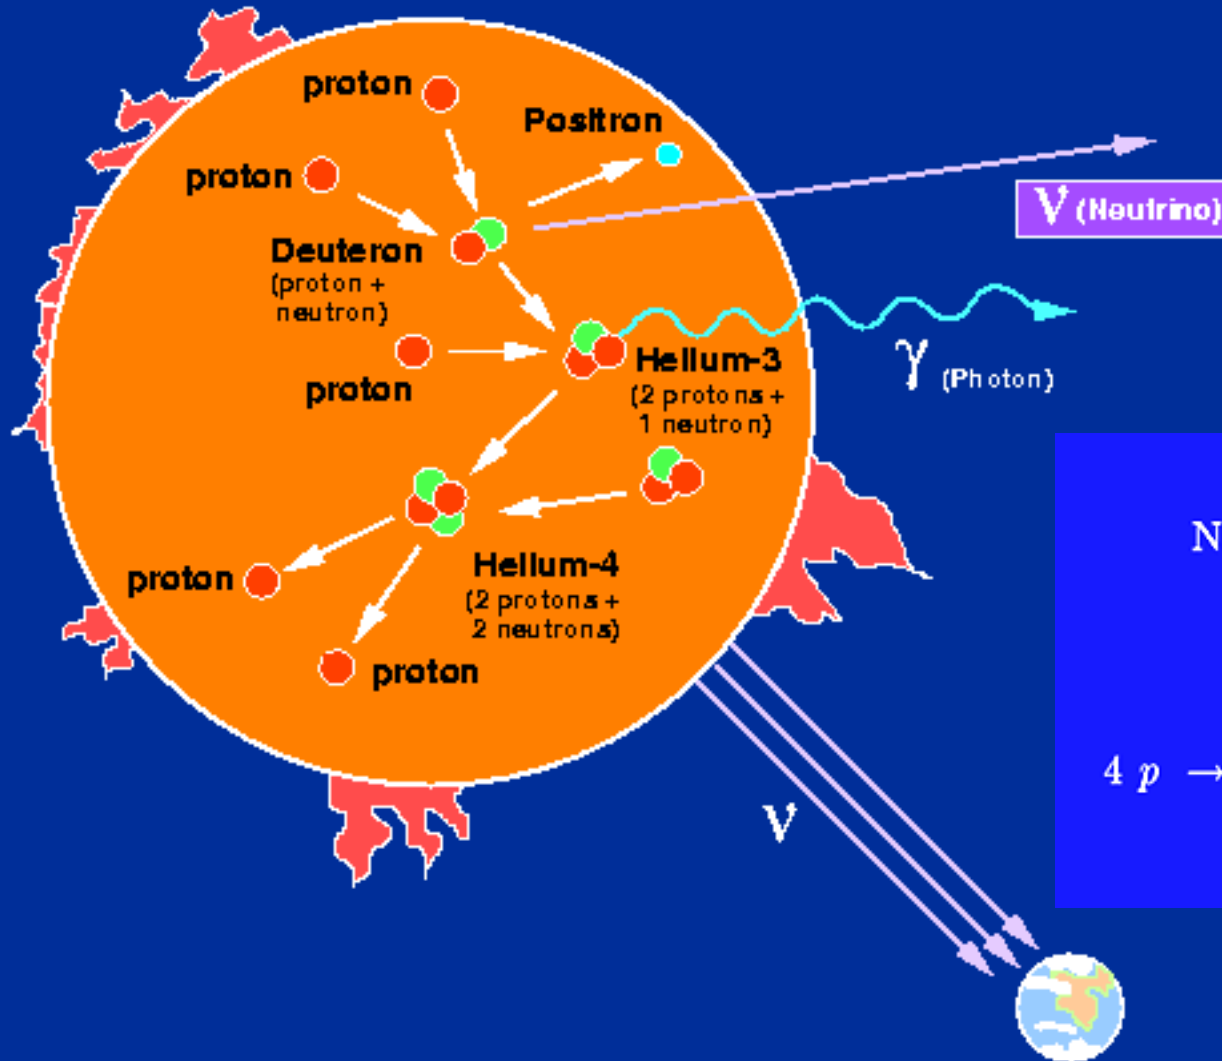 proton
Positron
proton
ν (Neutrino)
Deuteron
(proton +
neutron)
proton
Helium-3
(2 protons +
1 neutron)
γ (Photon)
N
Helium-4
(2 protons +
2 neutrons)
proton
proton
4 p →
ν